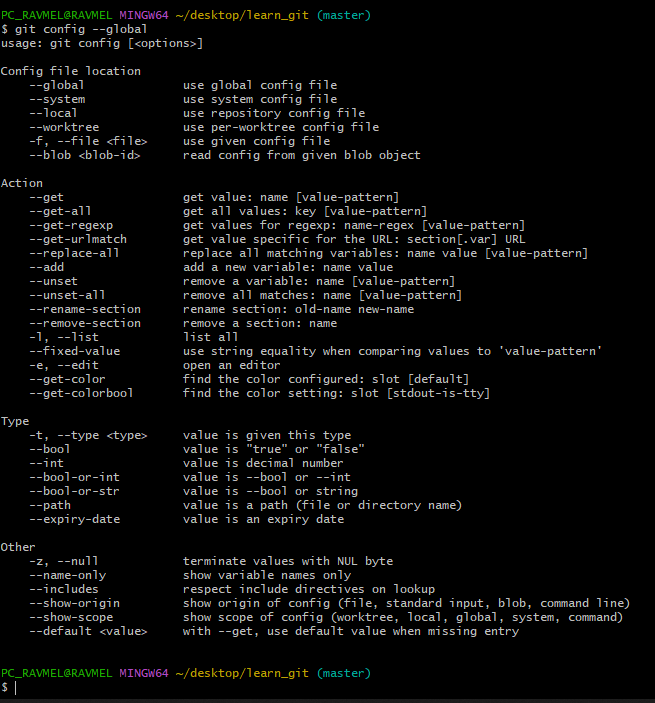 PC_RAVMEL@RAVMEL MINGW64 ~/desktop/learn_git (master)
$ git config --global
usage: git config [<options>]

Config file location
    --global              use global config file
    --system              use system config file
    --local               use repository config file
    --worktree            use per-worktree config file
    -f, --file <file>     use given config file
    --blob <blob-id>      read config from given blob object

Action
    --get                 get value: name [value-pattern]
    --get-all             get all values: key [value-pattern]
    --get-regexp          get values for regexp: name-regex [value-pattern]
    --get-urlmatch        get value specific for the URL: section[.var] URL
    --replace-all         replace all matching variables: name value [value-pattern]
    --add                 add a new variable: name value
    --unset               remove a variable: name [value-pattern]
    --unset-all           remove all matches: name [value-pattern]
    --rename-section      rename section: old-name new-name
    --remove-section      remove a section: name
    -l, --list            list all
    --fixed-value         use string equality when comparing values to 'value-pattern'
    -e, --edit            open an editor
    --get-color           find the color configured: slot [default]
    --get-colorbool       find the color setting: slot [stdout-is-tty]

Type
    -t, --type <type>     value is given this type
    --bool                value is "true" or "false"
    --int                 value is decimal number
    --bool-or-int         value is --bool or --int
    --bool-or-str         value is --bool or string
    --path                value is a path (file or directory name)
    --expiry-date         value is an expiry date

Other
    -z, --null            terminate values with NUL byte
    --name-only           show variable names only
    --includes            respect include directives on lookup
    --show-origin         show origin of config (file, standard input, blob, command line)
    --show-scope          show scope of config (worktree, local, global, system, command)
    --default <value>     with --get, use default value when missing entry

PC_RAVMEL@RAVMEL MINGW64 ~/desktop/learn_git (master)
$